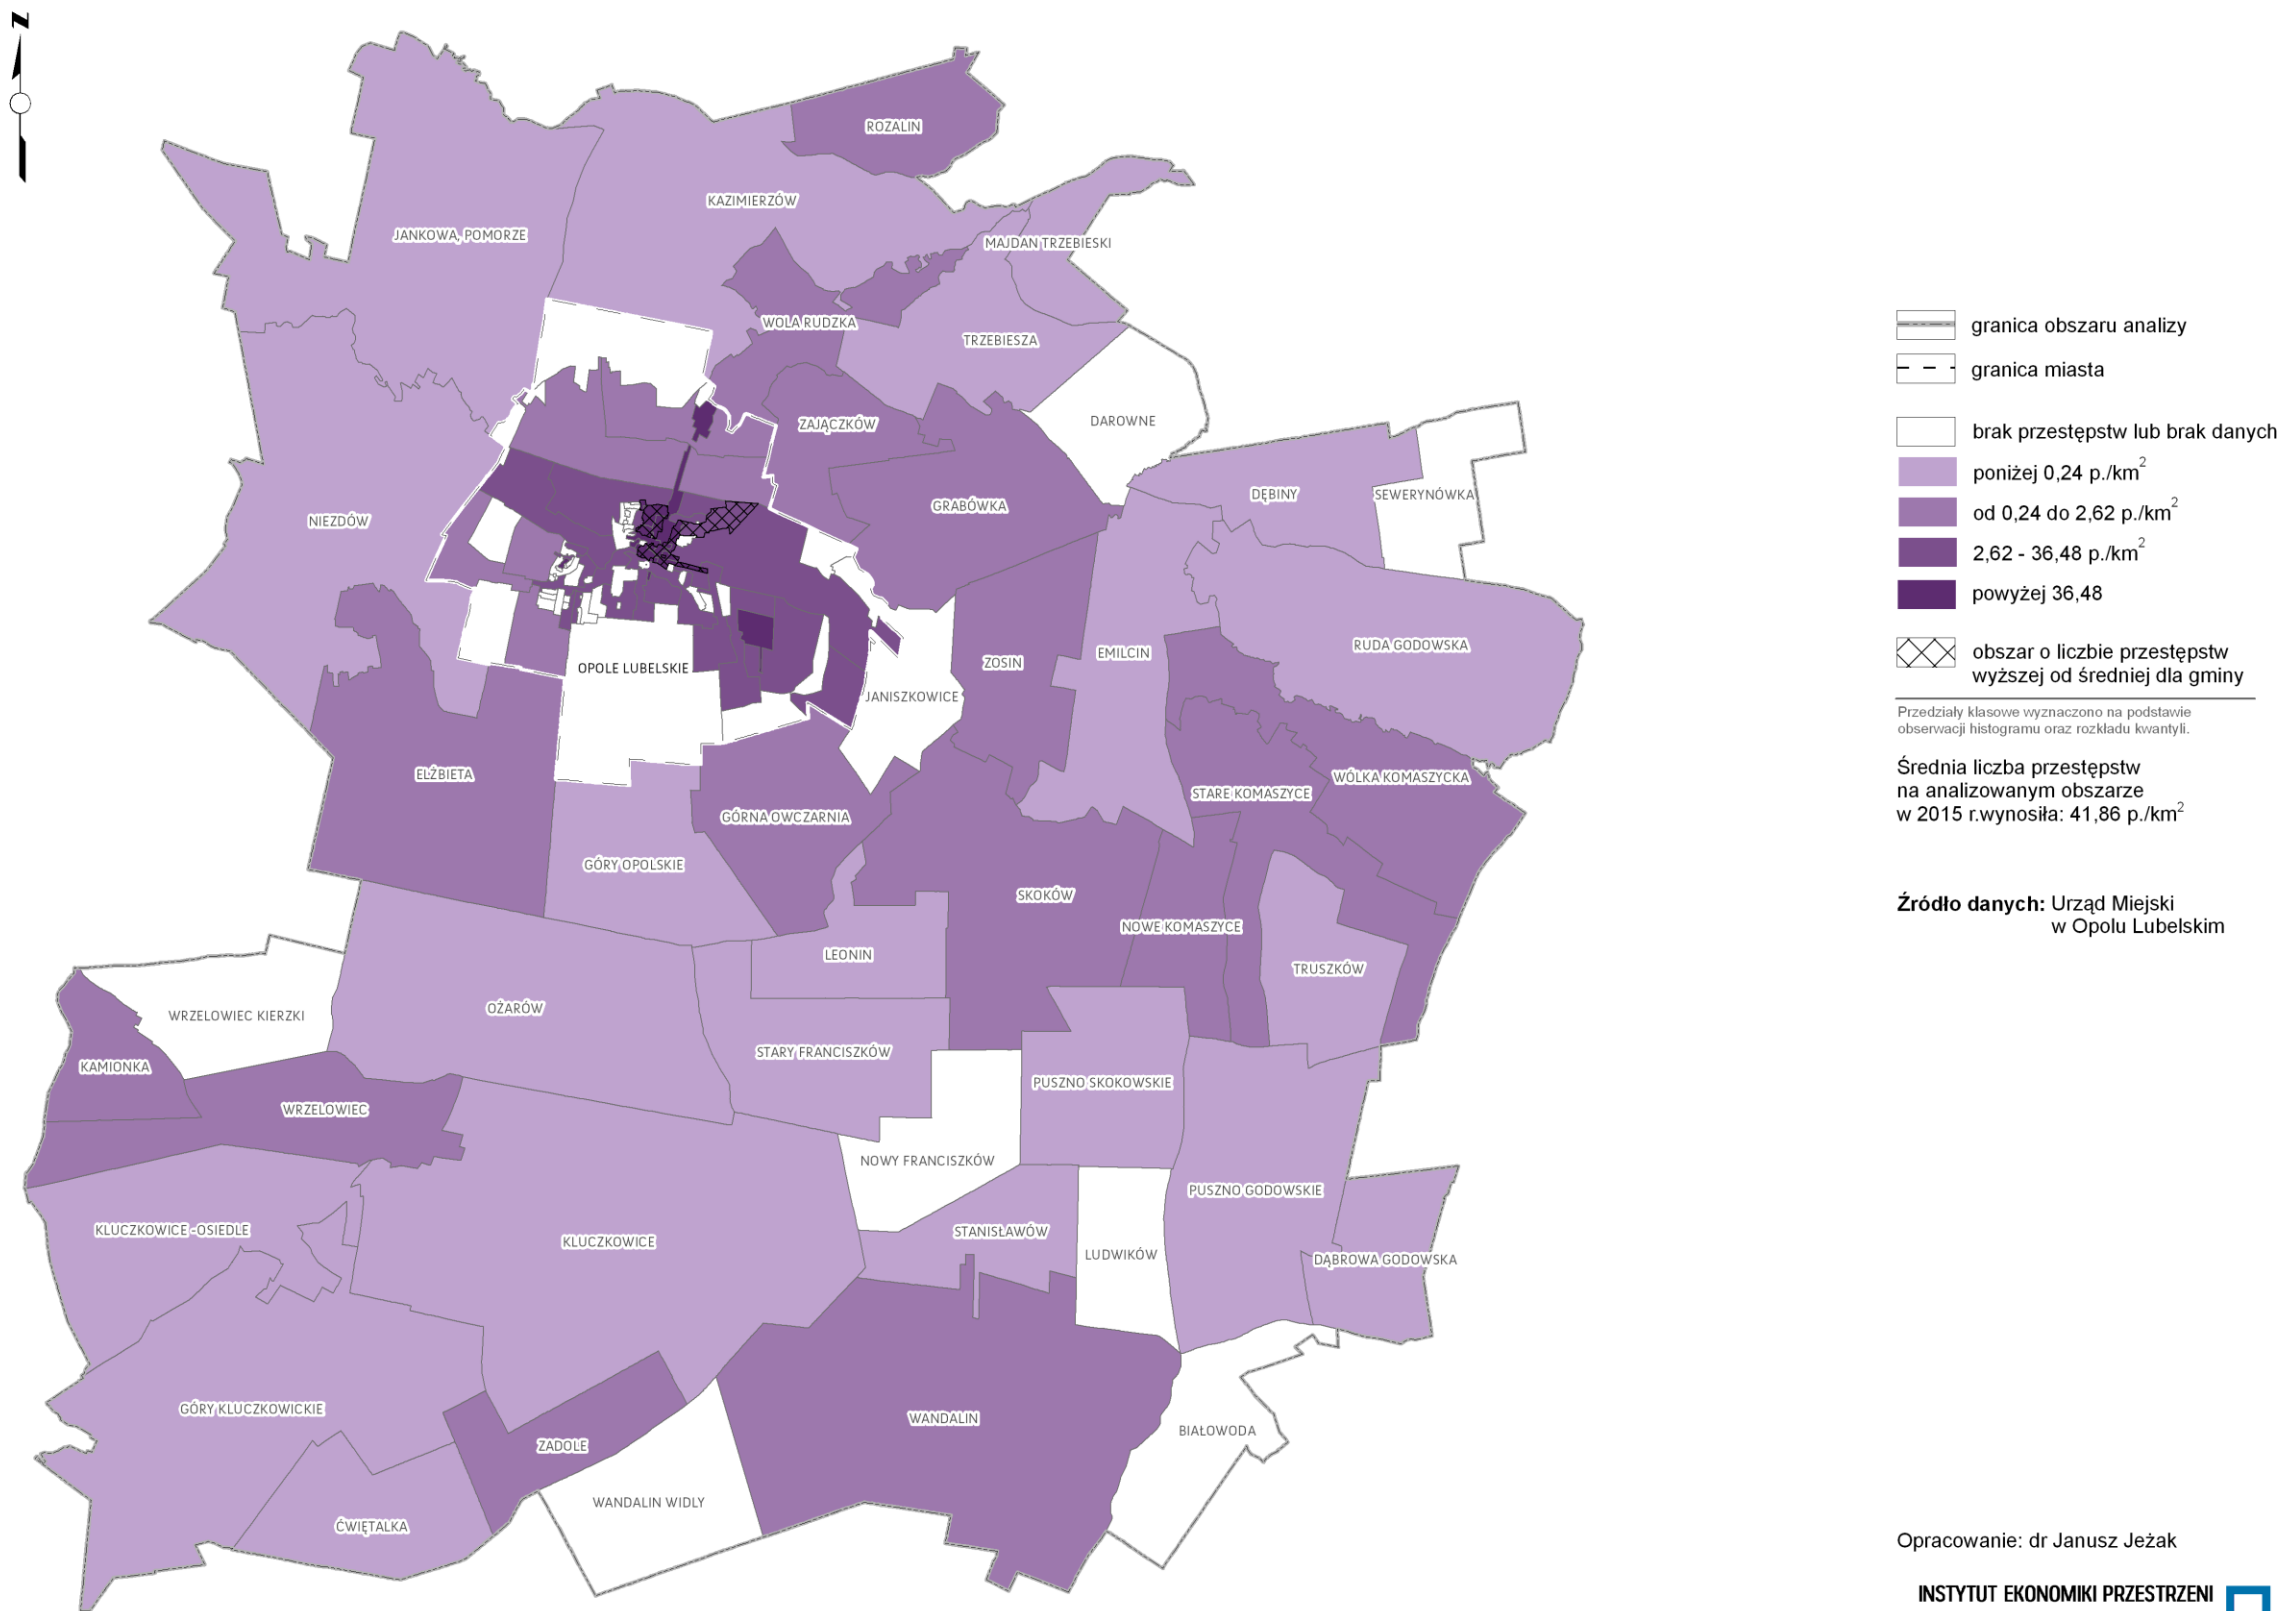 N
ROZALIN
KAZIMIERZÓW
JANKOWA, POMORZE
MAJDAN TRZEBIESKI
WOLA RUDZKA
TRZEBIESZA
ZAJĄCZKÓW
DAROWNE
DĘBINY
SEWERYNÓWKA
GRABÓWKA
NIEZDÓW
RUDA GODOWSKA
EMILCIN
ZOSIN
OPOLE LUBELSKIE
JANISZKOWICE
ELŻBIETA
WÓLKA KOMASZYCKA
STARE KOMASZYCE
GÓRNA OWCZARNIA
GÓRY OPOLSKIE
SKOKÓW
NOWE KOMASZYCE
LEONIN
TRUSZKÓW
OŻARÓW
WRZELOWIEC KIERZKI
STARY FRANCISZKÓW
KAMIONKA
PUSZNO SKOKOWSKIE
WRZELOWIEC
NOWY FRANCISZKÓW
PUSZNO GODOWSKIE
KLUCZKOWICE -OSIEDLE
STANISŁAWÓW
KLUCZKOWICE
LUDWIKÓW
DĄBROWA GODOWSKA
GÓRY KLUCZKOWICKIE
WANDALIN
BIAŁOWODA
ZADOLE
WANDALIN WIDLY
ĆWIĘTALKA
granica obszaru analizy
granica miasta
brak przestępstw lub brak danych
poniżej 0,24 p./km²
od 0,24 do 2,62 p./km²
2,62 - 36,48 p./km²
powyżej 36,48
obszar o liczbie przestępstw
wyższej od średniej dla gminy
Przedziały klasowe wyznaczono na podstawie
obserwacji histogramu oraz rozkładu kwantyli.
Średnia liczba przestępstw
na analizowanym obszarze
w 2015 r.wynosiła: 41,86 p./km²
Źródło danych: Urząd Miejski
w Opolu Lubelskim
Opracowanie: dr Janusz Jeżak
INSTYTUT EKONOMIKI PRZESTRZENI